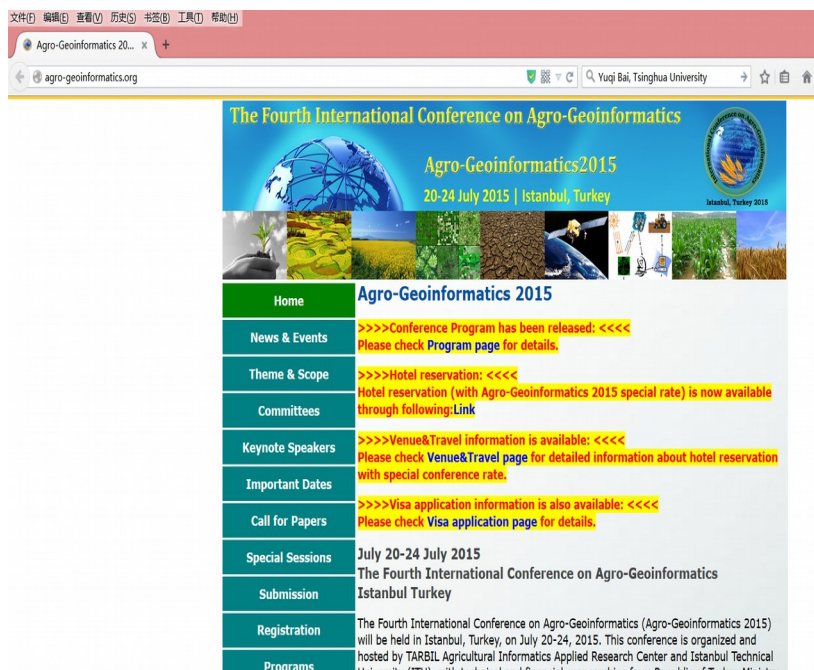 文件(F) 编辑(E) 查看(V) 历史(S) 书签(B) 工具(T) 帮助(H)
Agro-Geoinformatics 20... × +
agro-geoinformatics.org
Yuqi Bai, Tsinghua University
The Fourth International Conference on Agro-Geoinformatics
Agro-Geoinformatics2015
20-24 July 2015 | Istanbul, Turkey
Istanbul, Turkey 2015
Home
News & Events
Theme & Scope
Committees
Keynote Speakers
Important Dates
Call for Papers
Special Sessions
Submission
Registration
Programs
Agro-Geoinformatics 2015
>>>>Conference Program has been released: <<<<
Please check Program page for details.
>>>>Hotel reservation: <<<<
Hotel reservation (with Agro-Geoinformatics 2015 special rate) is now available
through following:Link
>>>>Venue&Travel information is available: <<<<
Please check Venue&Travel page for detailed information about hotel reservation
with special conference rate.
>>>>Visa application information is also available: <<<<
Please check Visa application page for details.
July 20-24 July 2015
The Fourth International Conference on Agro-Geoinformatics
Istanbul Turkey
The Fourth International Conference on Agro-Geoinformatics (Agro-Geoinformatics 2015)
will be held in Istanbul, Turkey, on July 20-24, 2015. This conference is organized and
hosted by TARBIL Agricultural Informatics Applied Research Center and Istanbul Technical